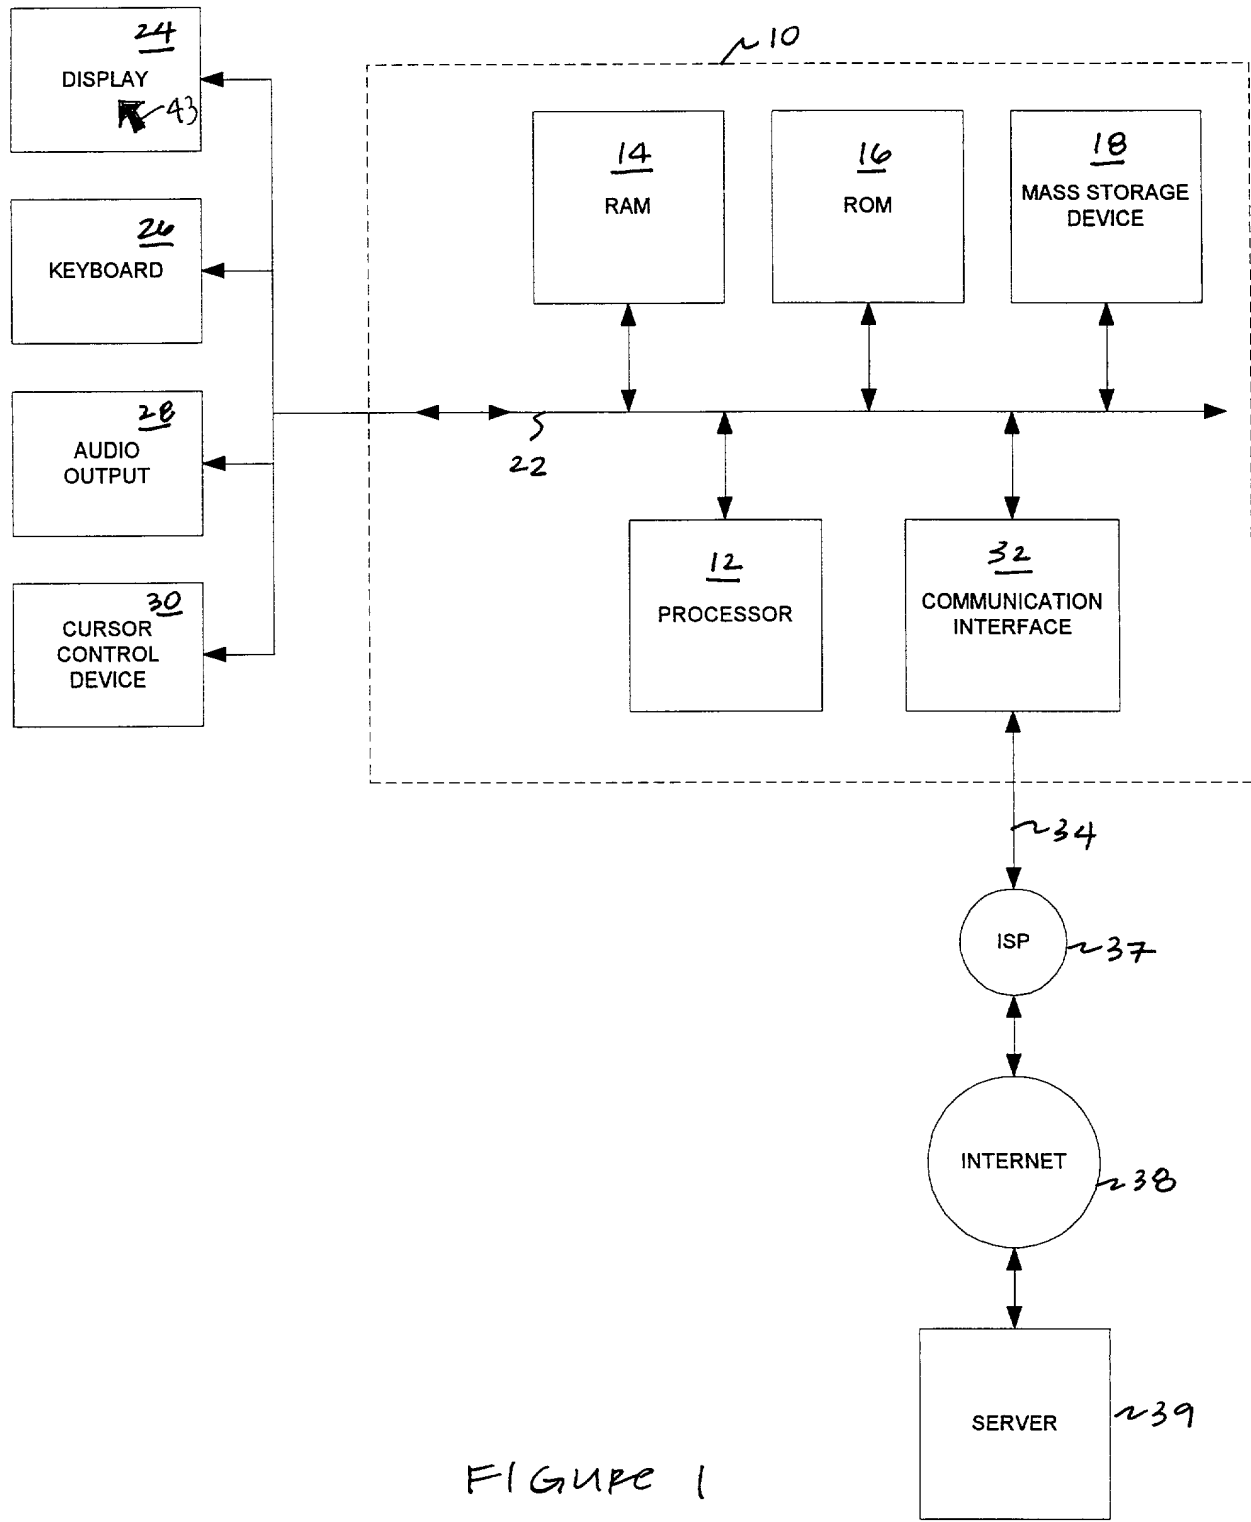 10
24
DISPLAY
43
14
RAM
16
ROM
18
MASS STORAGE
DEVICE
26
KEYBOARD
28
AUDIO
OUTPUT
22
30
CURSOR
CONTROL
DEVICE
12
PROCESSOR
32
COMMUNICATION
INTERFACE
34
ISP
37
INTERNET
38
SERVER
39
FIGURE 1